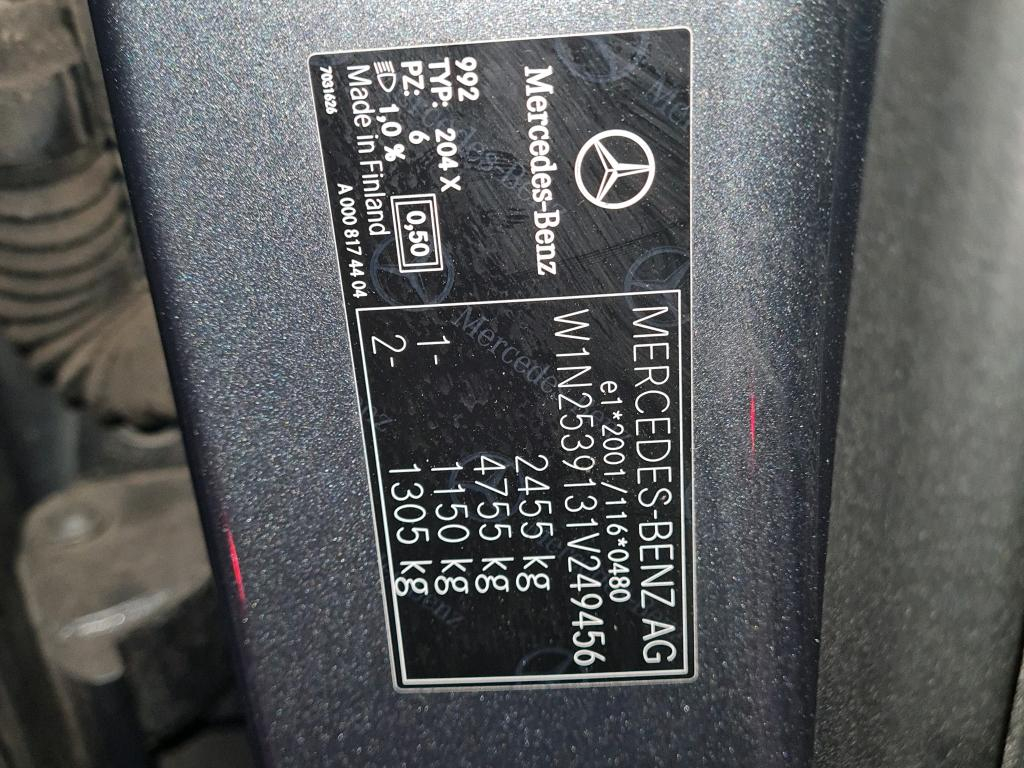 Mercedes-Benz
992
TYP: 204 X
PZ: 6
1,0 %
0,50
Made in Finland
7031626
A 000 817 44 04
MERCEDES-BENZ AG
e1*2001/116*0480
W1N2539131V249456
2455 kg
4755 kg
1- 1150 kg
2- 1305 kg